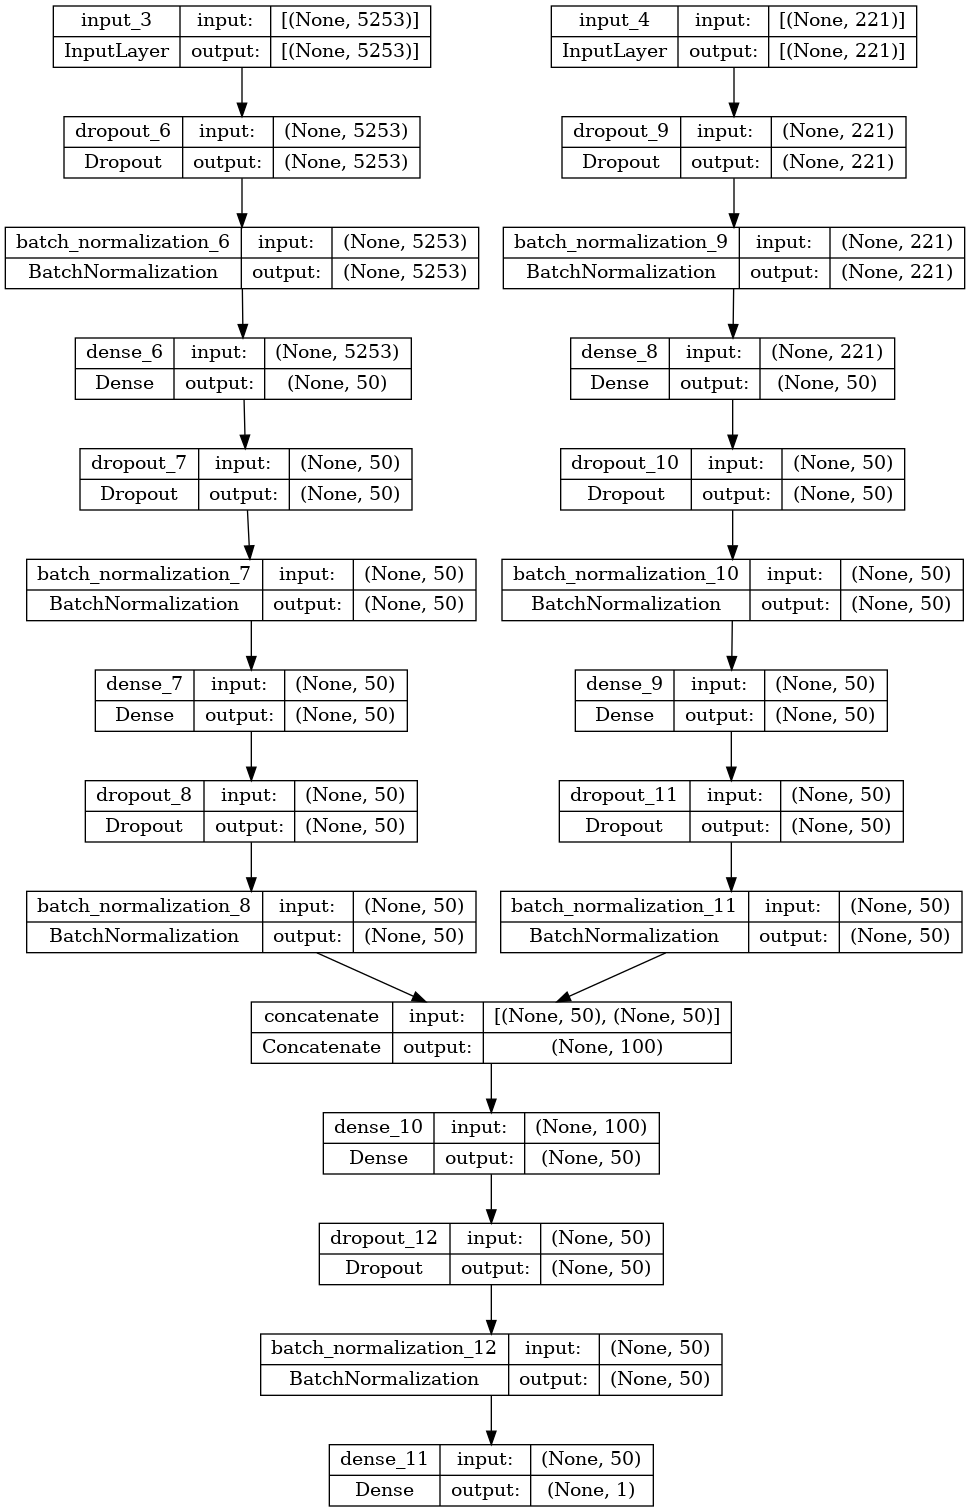 input_3 input: [(None, 5253)]
InputLayer output: [(None, 5253)]
input_4 input: [(None, 221)]
InputLayer output: [(None, 221)]
dropout_6 input: (None, 5253)
Dropout output: (None, 5253)
dropout_9 input: (None, 221)
Dropout output: (None, 221)
batch_normalization_6 input: (None, 5253)
BatchNormalization output: (None, 5253)
batch_normalization_9 input: (None, 221)
BatchNormalization output: (None, 221)
dense_6 input: (None, 5253)
Dense output: (None, 50)
dense_8 input: (None, 221)
Dense output: (None, 50)
dropout_7 input: (None, 50)
Dropout output: (None, 50)
dropout_10 input: (None, 50)
Dropout output: (None, 50)
batch_normalization_7 input: (None, 50)
BatchNormalization output: (None, 50)
batch_normalization_10 input: (None, 50)
BatchNormalization output: (None, 50)
dense_7 input: (None, 50)
Dense output: (None, 50)
dense_9 input: (None, 50)
Dense output: (None, 50)
dropout_8 input: (None, 50)
Dropout output: (None, 50)
dropout_11 input: (None, 50)
Dropout output: (None, 50)
batch_normalization_8 input: (None, 50)
BatchNormalization output: (None, 50)
batch_normalization_11 input: (None, 50)
BatchNormalization output: (None, 50)
concatenate input: [(None, 50), (None, 50)]
Concatenate output: (None, 100)
dense_10 input: (None, 100)
Dense output: (None, 50)
dropout_12 input: (None, 50)
Dropout output: (None, 50)
batch_normalization_12 input: (None, 50)
BatchNormalization output: (None, 50)
dense_11 input: (None, 50)
Dense output: (None, 1)